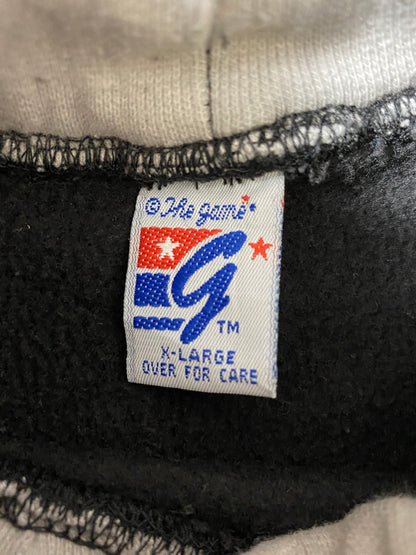 © The game
G TM
X-LARGE
OVER FOR CARE